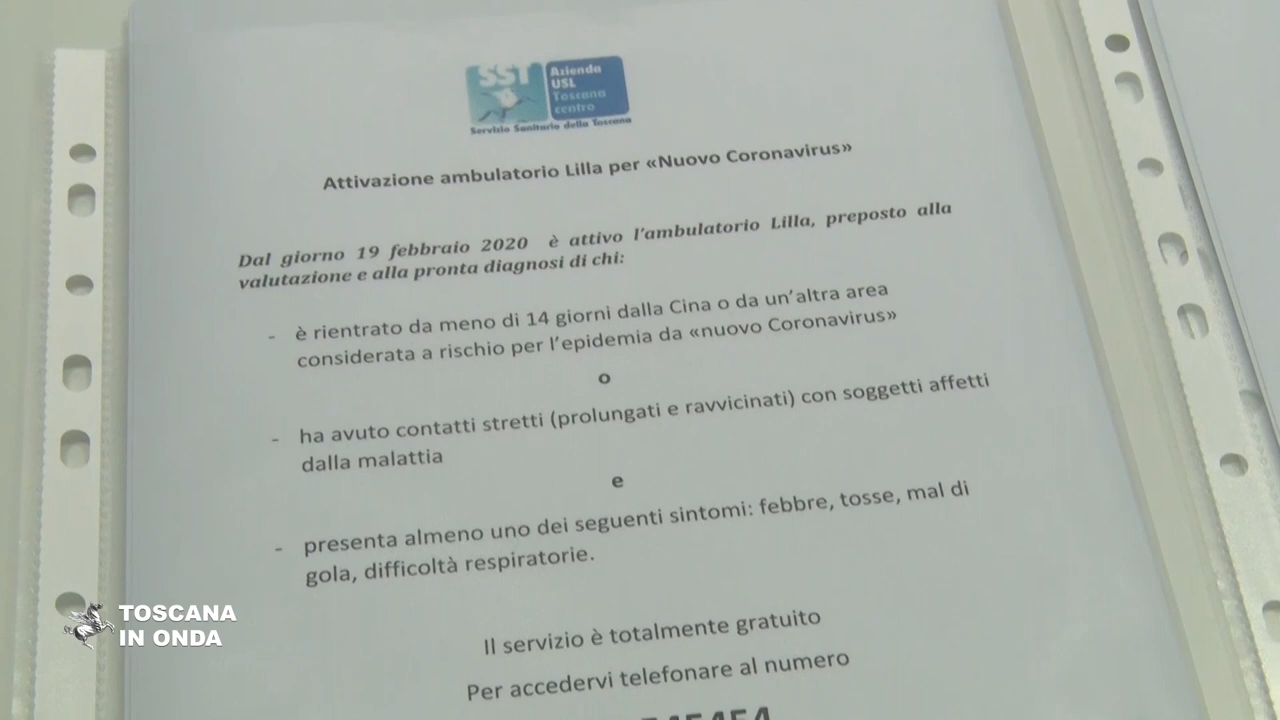 SST
Azienda
USL
Toscana
centro
Servizio Sanitario della Toscana
Attivazione ambulatorio Lilla per «Nuovo Coronavirus»
Dal giorno 19 febbraio 2020 è attivo l'ambulatorio Lilla, preposto alla
valutazione e alla pronta diagnosi di chi:
- è rientrato da meno di 14 giorni dalla Cina o da un'altra area
considerata a rischio per l'epidemia da «nuovo Coronavirus»
o
- ha avuto contatti stretti (prolungati e ravvicinati) con soggetti affetti
dalla malattia
e
- presenta almeno uno dei seguenti sintomi: febbre, tosse, mal di
gola, difficoltà respiratorie.
Il servizio è totalmente gratuito
Per accedervi telefonare al numero
TOSCANA
IN ONDA